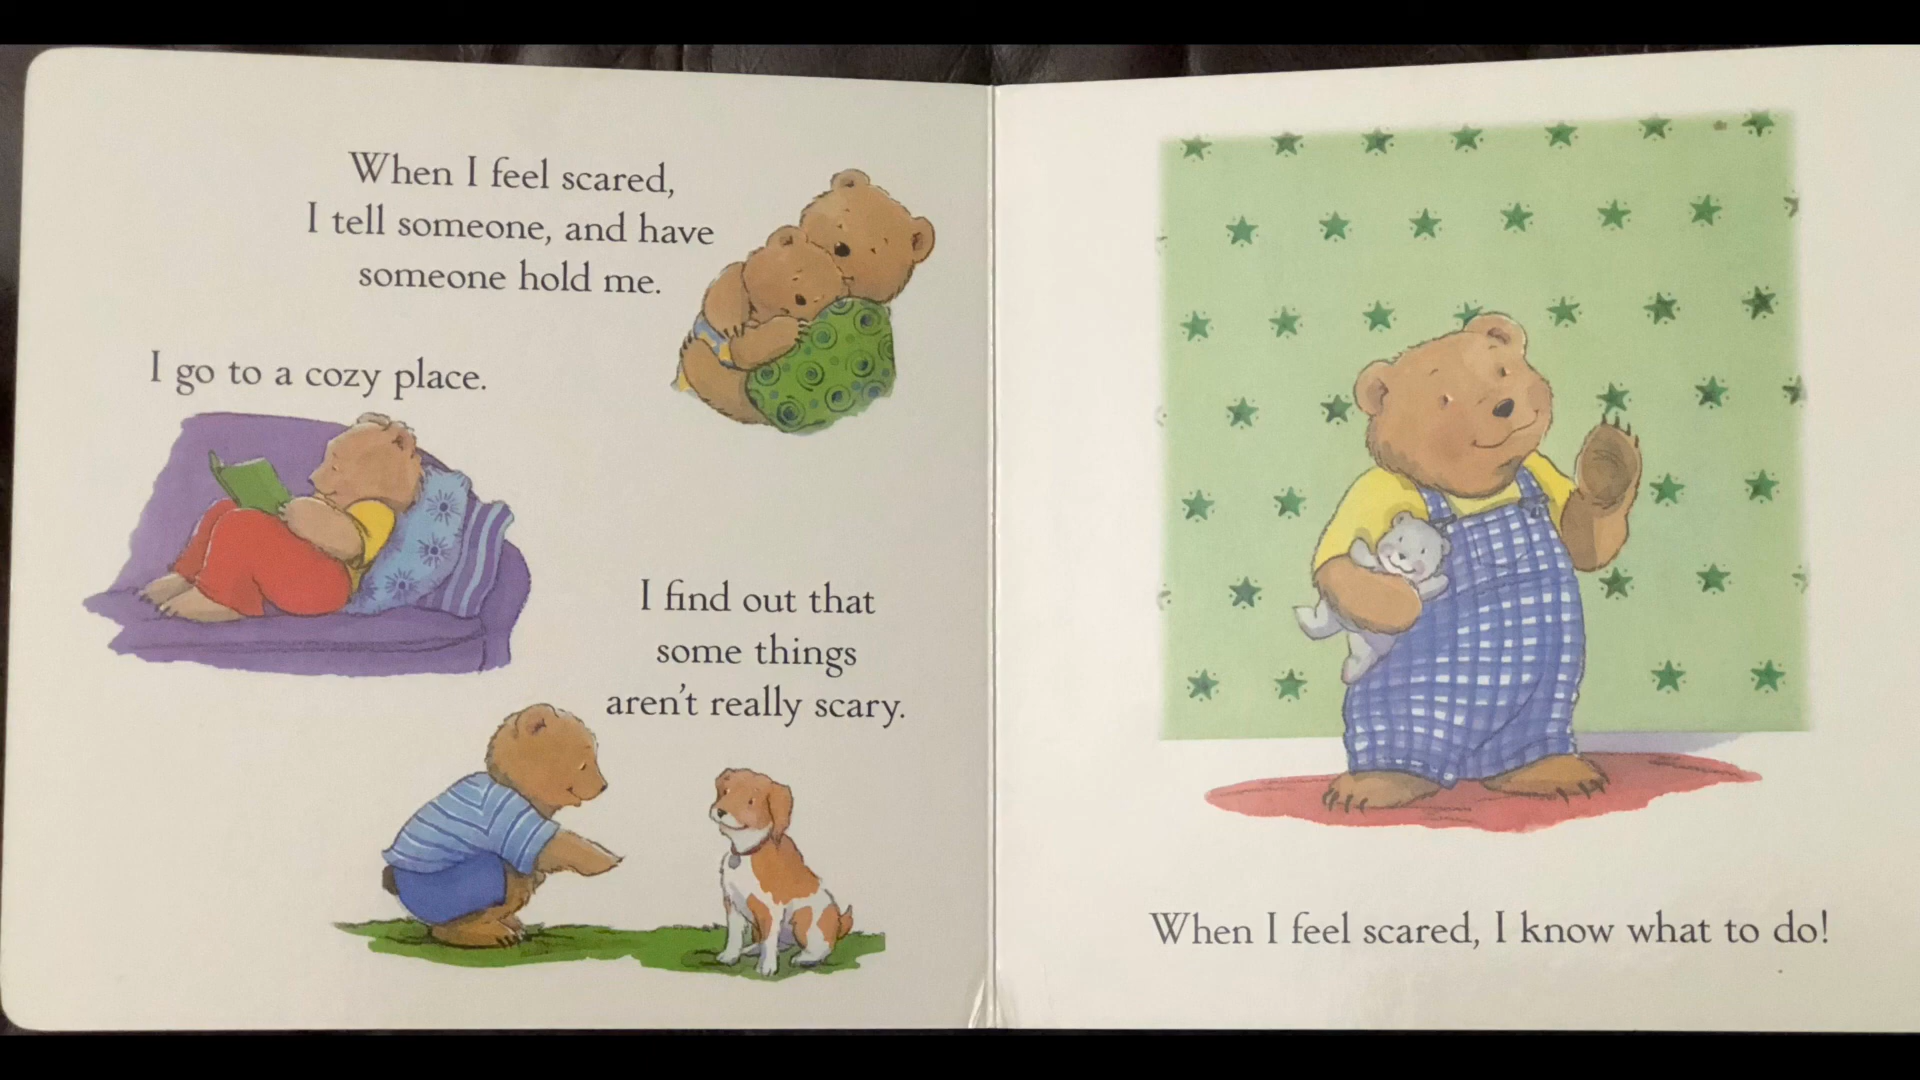 When I feel scared,
I tell someone, and have
someone hold me.
I go to a cozy place.
I find out that
some things
aren't really scary.
When I feel scared, I know what to do!